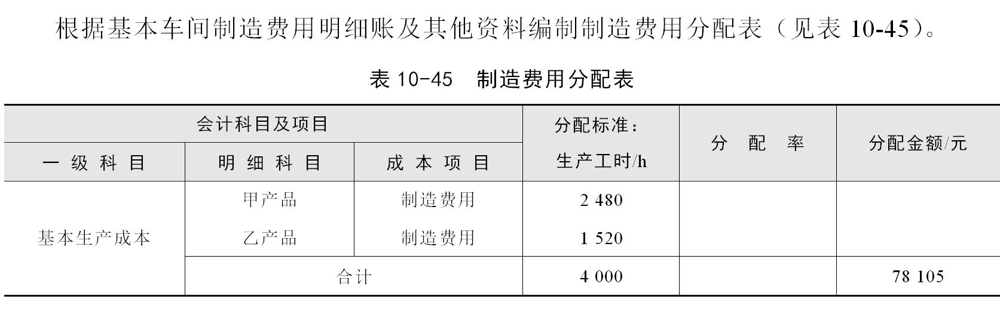 根据基本车间制造费用明细账及其他资料编制制造费用分配表（见表 10-45）。
表 10-45 制造费用分配表
会计科目及项目 分配标准： 生产工时/h 分 配 率 分配金额/元
一 级 科 目 明 细 科 目 成 本 项 目
基本生产成本 甲产品 制造费用 2 480
乙产品 制造费用 1 520
合计 4 000 78 105